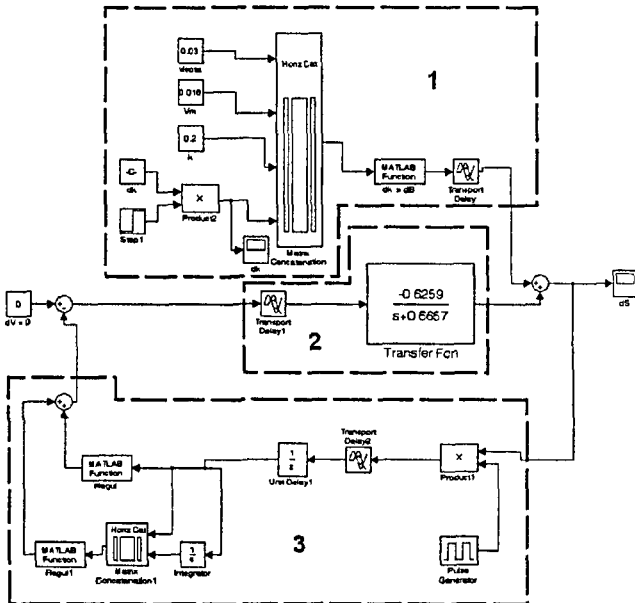 0.03
Vlepta
Horiz Cat
1
0.016
Vm
0.2
k
MATLAB
Function
dk > dB
Transport
Delay
-C-
dk
×
Product2
Step1
dk
Matrix
Concatenation
0
dV = 0
Transport
Delay1
2
-0.6259
s+0.6657
Transfer Fcn
dS
Transport
Delay2
MATLAB
Function
Regul
1
z
Unit Delay1
×
Product1
MATLAB
Function
Regul1
Horiz Cat
Matrix
Concatenation1
1
s
Integrator
3
Pulse
Generator